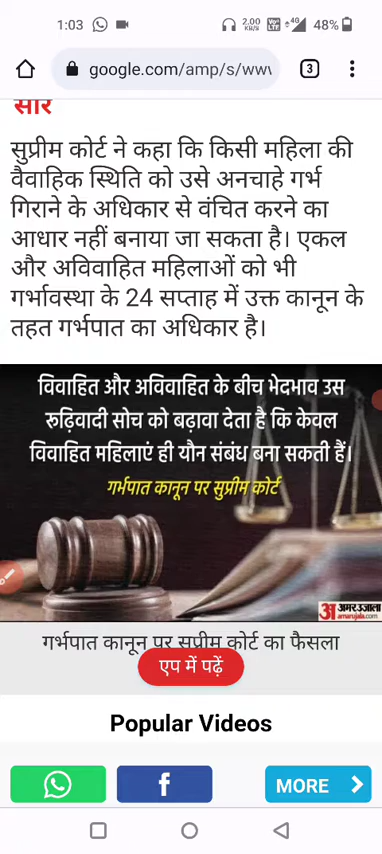 1:03 2.00 KB/S Vo LTE 4G 48%
google.com/amp/s/www 3
सार
सुप्रीम कोर्ट ने कहा कि किसी महिला की
वैवाहिक स्थिति को उसे अनचाहे गर्भ
गिराने के अधिकार से वंचित करने का
आधार नहीं बनाया जा सकता है। एकल
और अविवाहित महिलाओं को भी
गर्भावस्था के 24 सप्ताह में उक्त कानून के
तहत गर्भपात का अधिकार है।
विवाहित और अविवाहित के बीच भेदभाव उस
रूढ़िवादी सोच को बढ़ावा देता है कि केवल
विवाहित महिलाएं ही यौन संबंध बना सकती हैं।
गर्भपात कानून पर सुप्रीम कोर्ट
अ अमर उजाला
amarujala.com
गर्भपात कानून पर सुप्रीम कोर्ट का फैसला
एप में पढ़ें
Popular Videos
f MORE